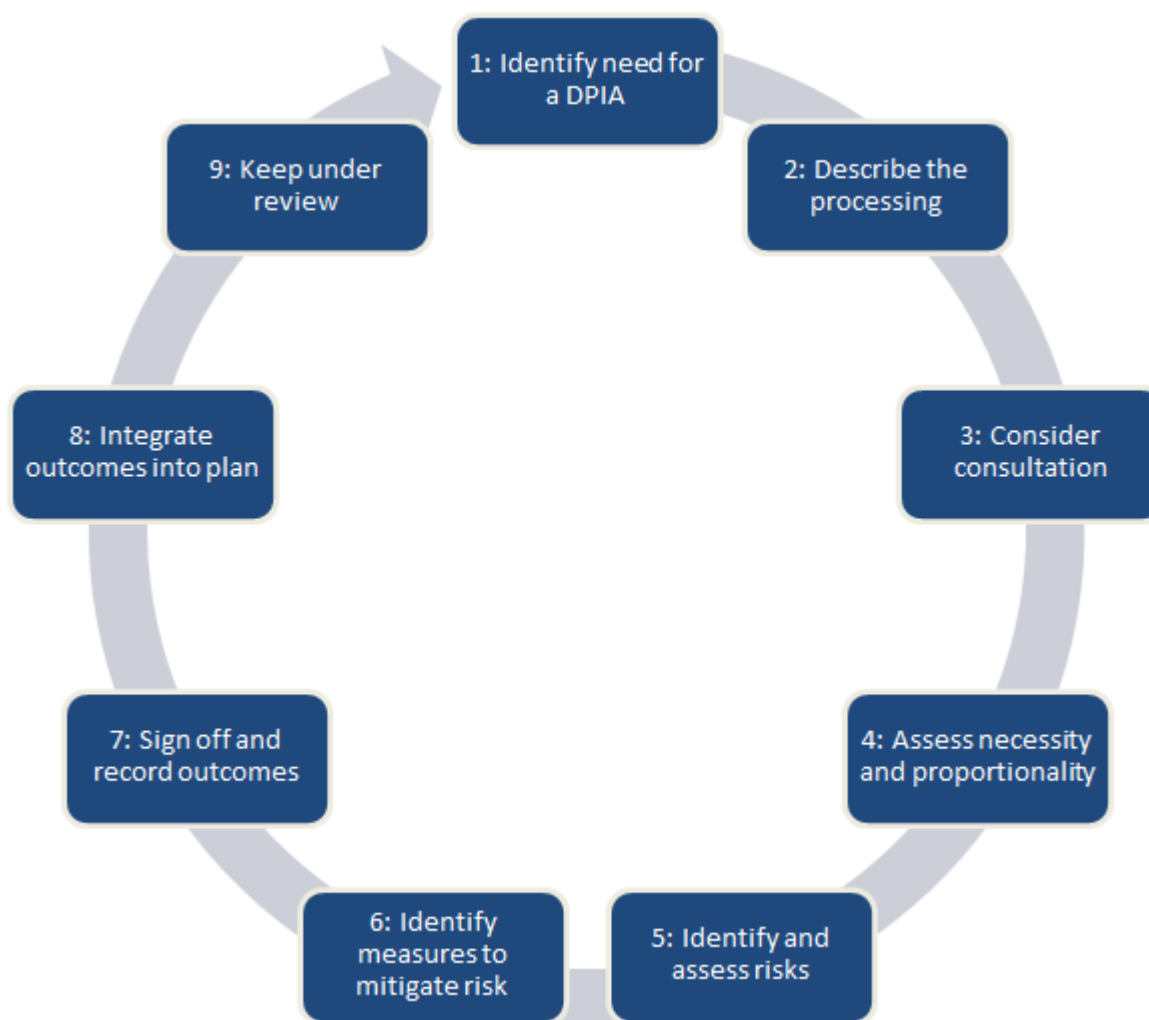 1: Identify need for
a DPIA
2: Describe the
processing
3: Consider
consultation
4: Assess necessity
and proportionality
5: Identify and
assess risks
6: Identify
measures to
mitigate risk
7: Sign off and
record outcomes
8: Integrate
outcomes into plan
9: Keep under
review